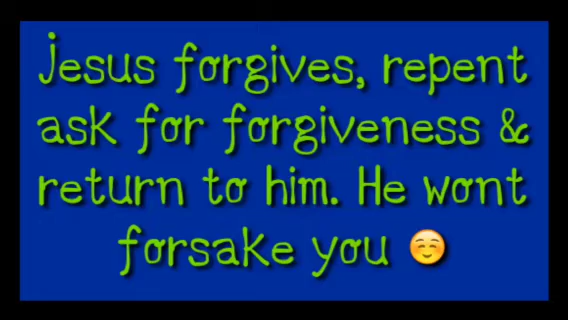 Jesus forgives, repent
ask for forgiveness &
return to him. He wont
forsake you ☺️